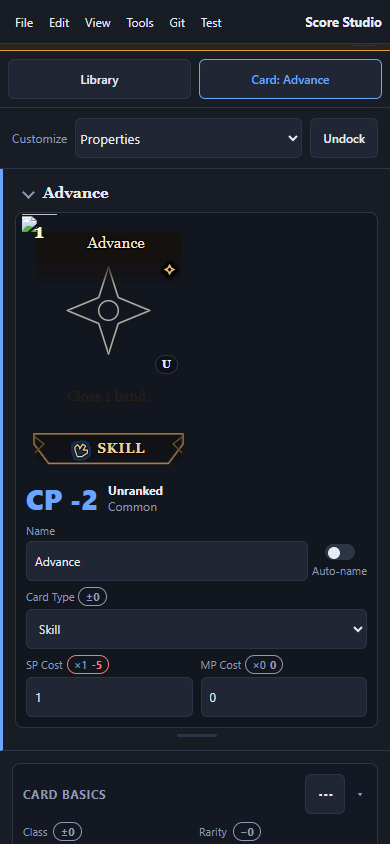 File Edit View Tools Git Test Score Studio
Library Card: Advance
Customize Properties Undock
Advance
1
Advance
U
Close 1 band.
SKILL
CP -2 Unranked
Common
Name
Advance
Auto-name
Card Type ±0
Skill
SP Cost ×1 -5 MP Cost ×0 0
1 0
CARD BASICS ...
Class ±0 Rarity −0